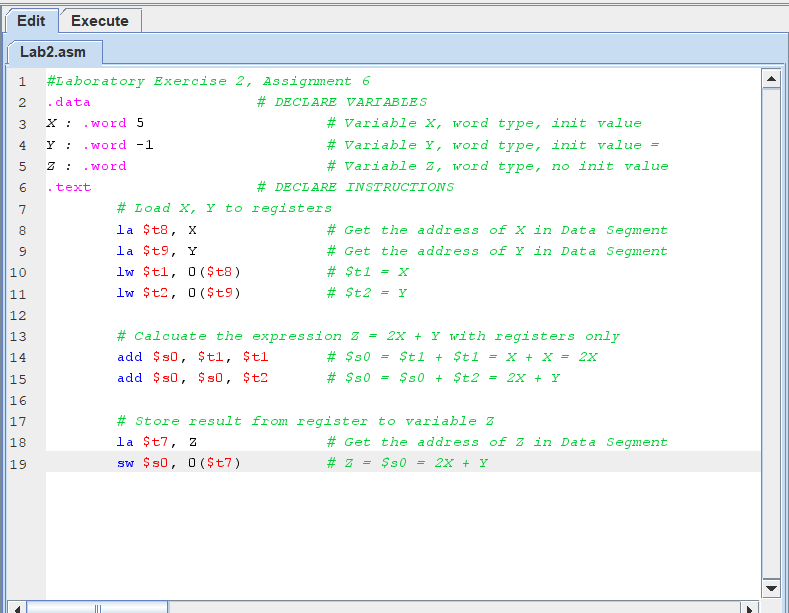 Edit Execute
Lab2.asm
1 #Laboratory Exercise 2, Assignment 6
2 .data # DECLARE VARIABLES
3 X : .word 5 # Variable X, word type, init value
4 Y : .word -1 # Variable Y, word type, init value =
5 Z : .word # Variable Z, word type, no init value
6 .text # DECLARE INSTRUCTIONS
7 # Load X, Y to registers
8 la $t8, X # Get the address of X in Data Segment
9 la $t9, Y # Get the address of Y in Data Segment
10 lw $t1, 0($t8) # $t1 = X
11 lw $t2, 0($t9) # $t2 = Y
12
13 # Calcuate the expression Z = 2X + Y with registers only
14 add $s0, $t1, $t1 # $s0 = $t1 + $t1 = X + X = 2X
15 add $s0, $s0, $t2 # $s0 = $s0 + $t2 = 2X + Y
16
17 # Store result from register to variable Z
18 la $t7, Z # Get the address of Z in Data Segment
19 sw $s0, 0($t7) # Z = $s0 = 2X + Y